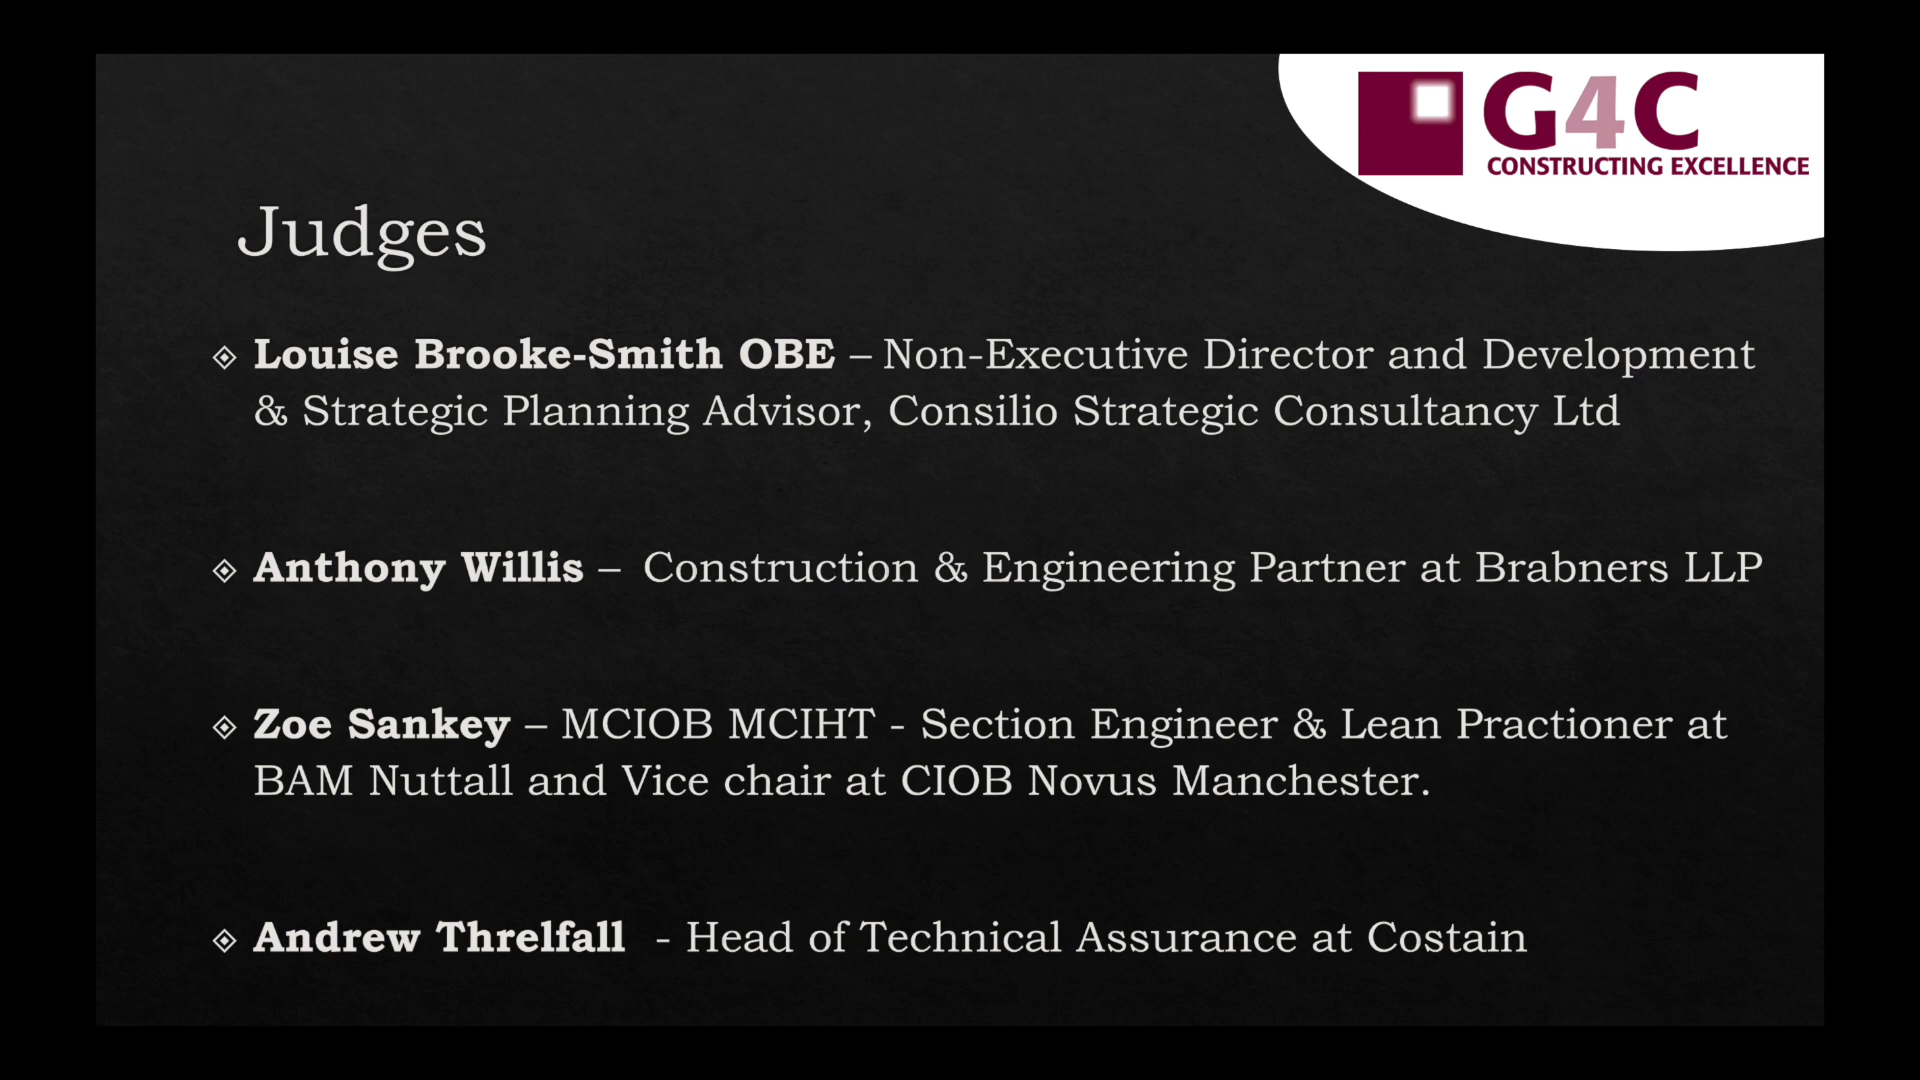 G4C
CONSTRUCTING EXCELLENCE
Judges
Louise Brooke-Smith OBE – Non-Executive Director and Development
& Strategic Planning Advisor, Consilio Strategic Consultancy Ltd
Anthony Willis – Construction & Engineering Partner at Brabners LLP
Zoe Sankey – MCIOB MCIHT - Section Engineer & Lean Practioner at
BAM Nuttall and Vice chair at CIOB Novus Manchester.
Andrew Threlfall - Head of Technical Assurance at Costain